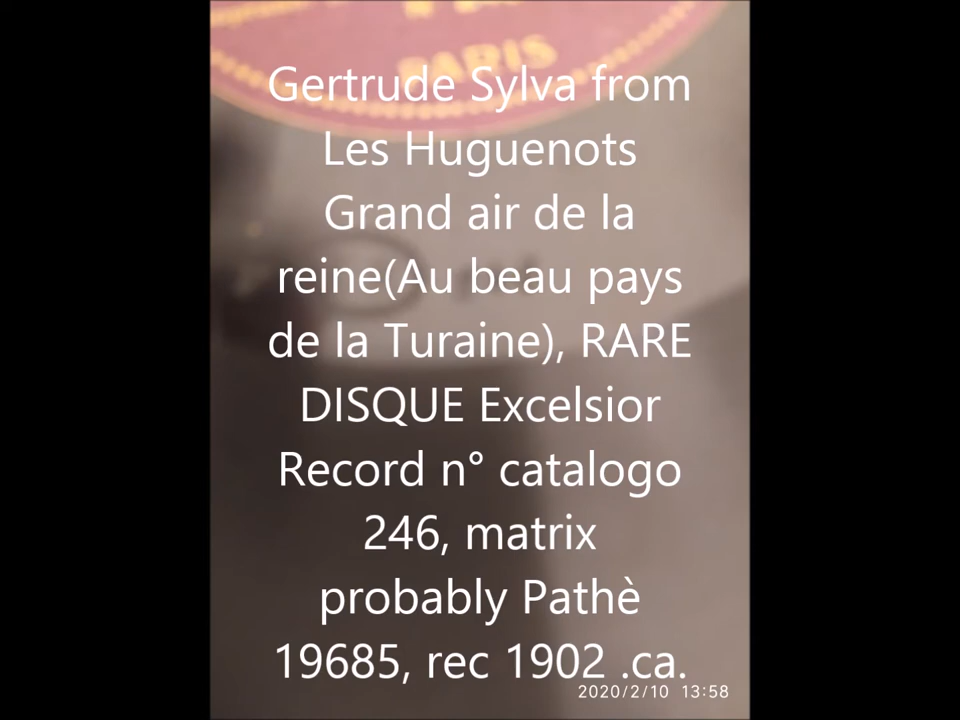 PARIS
Gertrude Sylva from
Les Huguenots
Grand air de la
reine(Au beau pays
de la Turaine), RARE
DISQUE Excelsior
Record n° catalogo
246, matrix
probably Pathè
19685, rec 1902 .ca.
2020/2/10 13:58